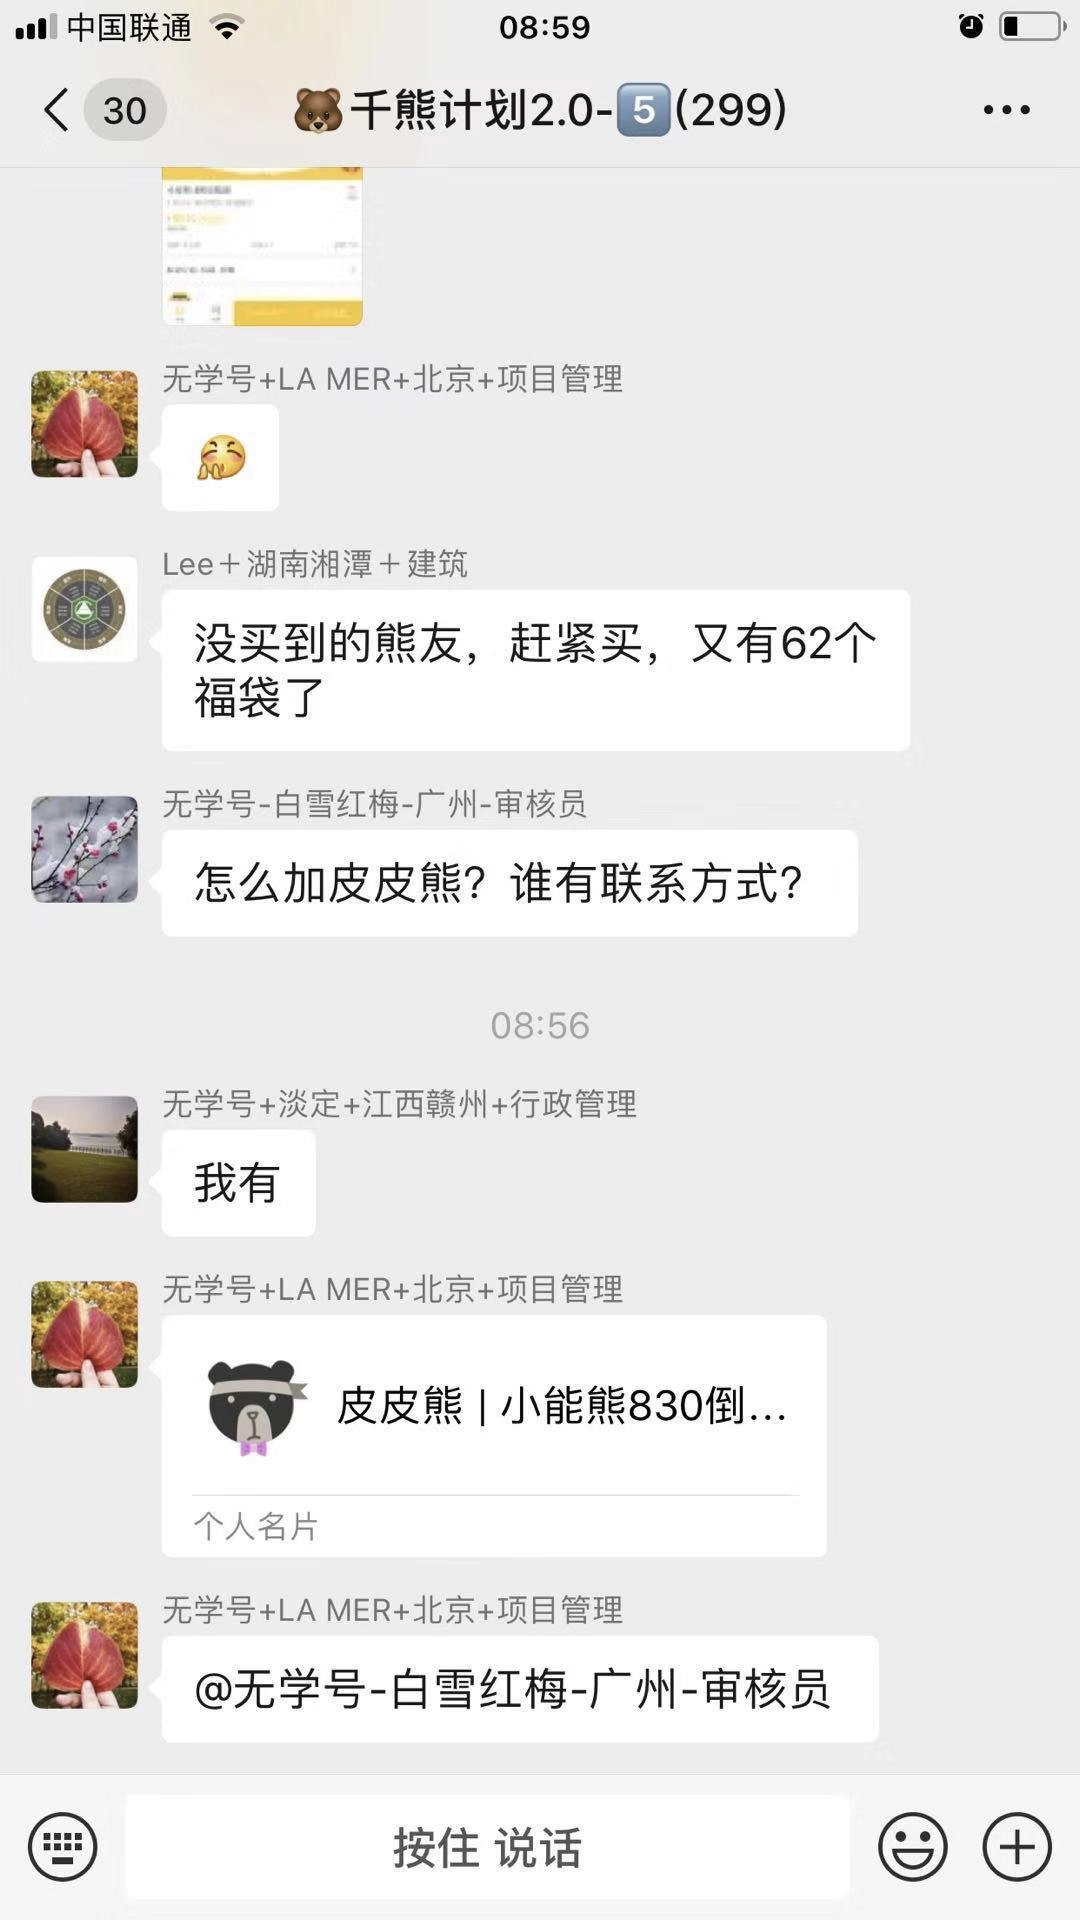 中国联通
08:59
30
千熊计划2.0-5(299)
无学号+LA MER+北京+项目管理
Lee＋湖南湘潭＋建筑
没买到的熊友，赶紧买，又有62个
福袋了
无学号-白雪红梅-广州-审核员
怎么加皮皮熊？谁有联系方式？
08:56
无学号+淡定+江西赣州+行政管理
我有
无学号+LA MER+北京+项目管理
皮皮熊 | 小能熊830倒...
个人名片
无学号+LA MER+北京+项目管理
@无学号-白雪红梅-广州-审核员
按住 说话